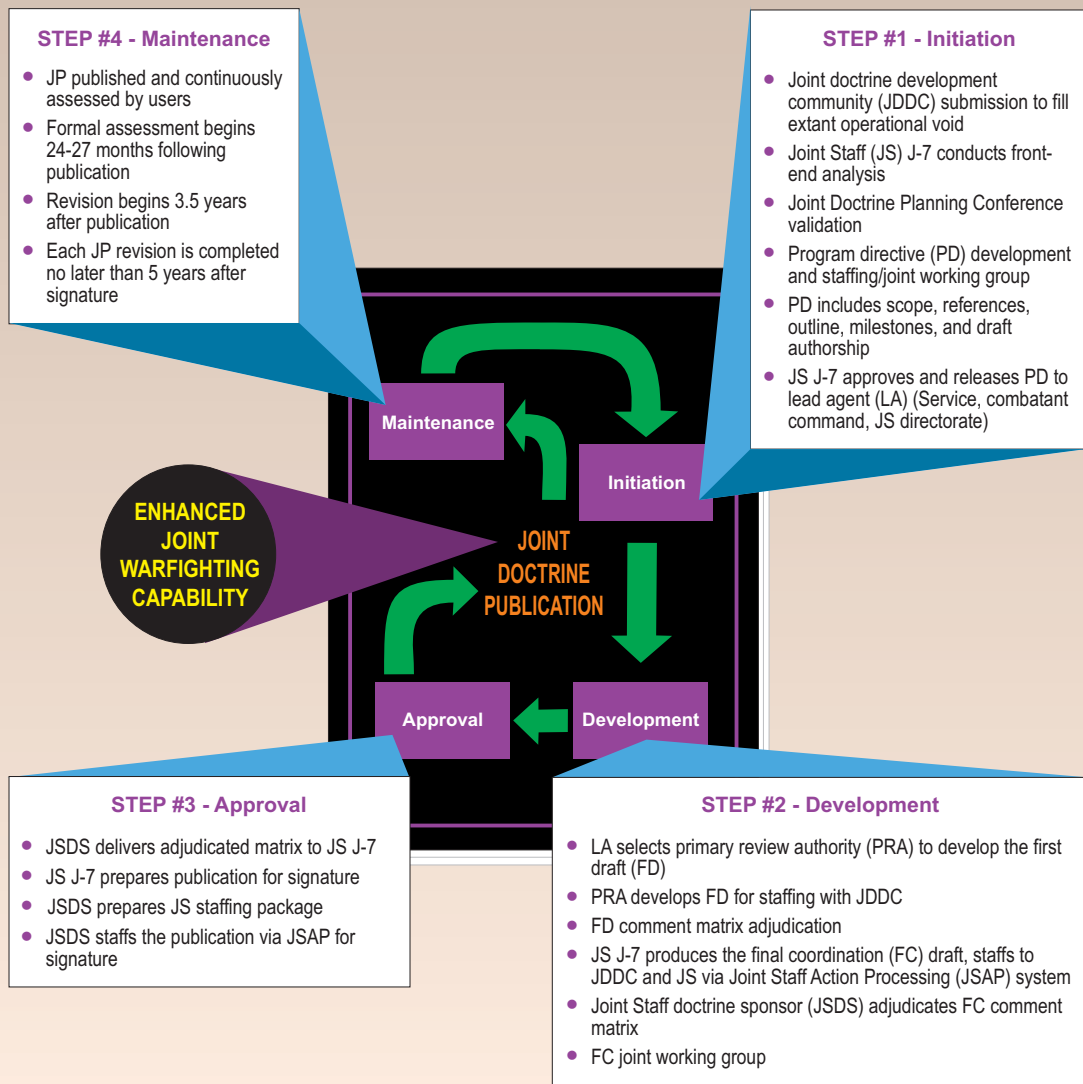 STEP #4 - Maintenance
• JP published and continuously
assessed by users
• Formal assessment begins
24-27 months following
publication
• Revision begins 3.5 years
after publication
• Each JP revision is completed
no later than 5 years after
signature
STEP #1 - Initiation
• Joint doctrine development
community (JDDC) submission to fill
extant operational void
• Joint Staff (JS) J-7 conducts front-
end analysis
• Joint Doctrine Planning Conference
validation
• Program directive (PD) development
and staffing/joint working group
• PD includes scope, references,
outline, milestones, and draft
authorship
• JS J-7 approves and releases PD to
lead agent (LA) (Service, combatant
command, JS directorate)
Maintenance
Initiation
ENHANCED
JOINT
WARFIGHTING
CAPABILITY
JOINT
DOCTRINE
PUBLICATION
Approval
Development
STEP #3 - Approval
• JSDS delivers adjudicated matrix to JS J-7
• JS J-7 prepares publication for signature
• JSDS prepares JS staffing package
• JSDS staffs the publication via JSAP for
signature
STEP #2 - Development
• LA selects primary review authority (PRA) to develop the first
draft (FD)
• PRA develops FD for staffing with JDDC
• FD comment matrix adjudication
• JS J-7 produces the final coordination (FC) draft, staffs to
JDDC and JS via Joint Staff Action Processing (JSAP) system
• Joint Staff doctrine sponsor (JSDS) adjudicates FC comment
matrix
• FC joint working group